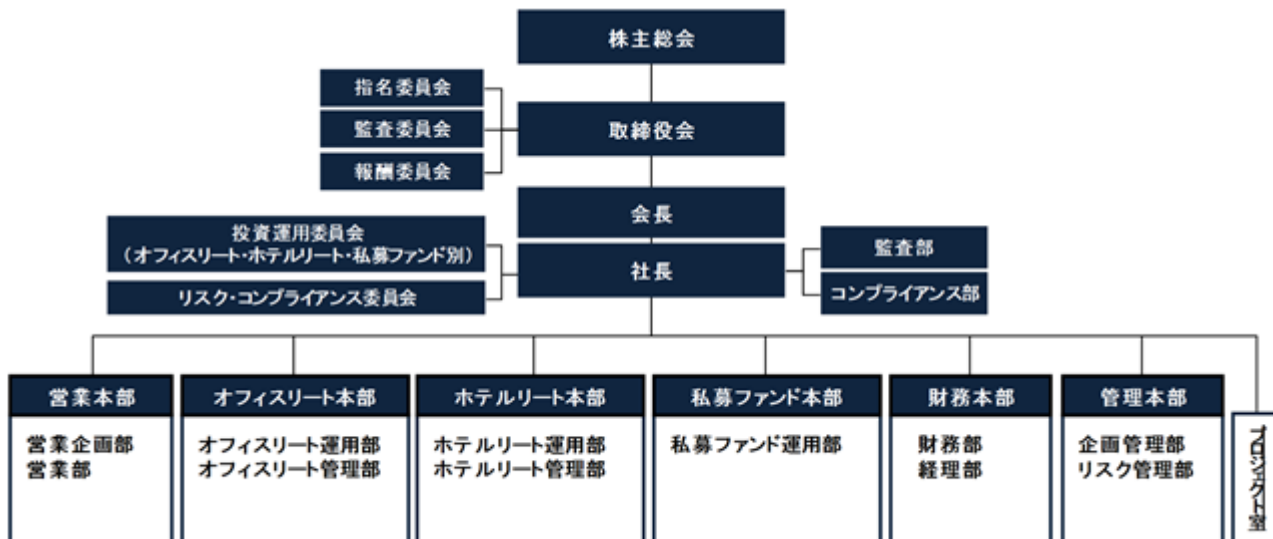 株主総会
指名委員会
監査委員会
報酬委員会
取締役会
会長
投資運用委員会
（オフィスリート・ホテルリート・私募ファンド別）
リスク・コンプライアンス委員会
社長
監査部
コンプライアンス部
営業本部
営業企画部
営業部
オフィスリート本部
オフィスリート運用部
オフィスリート管理部
ホテルリート本部
ホテルリート運用部
ホテルリート管理部
私募ファンド本部
私募ファンド運用部
財務本部
財務部
経理部
管理本部
企画管理部
リスク管理部
プロジェクト室